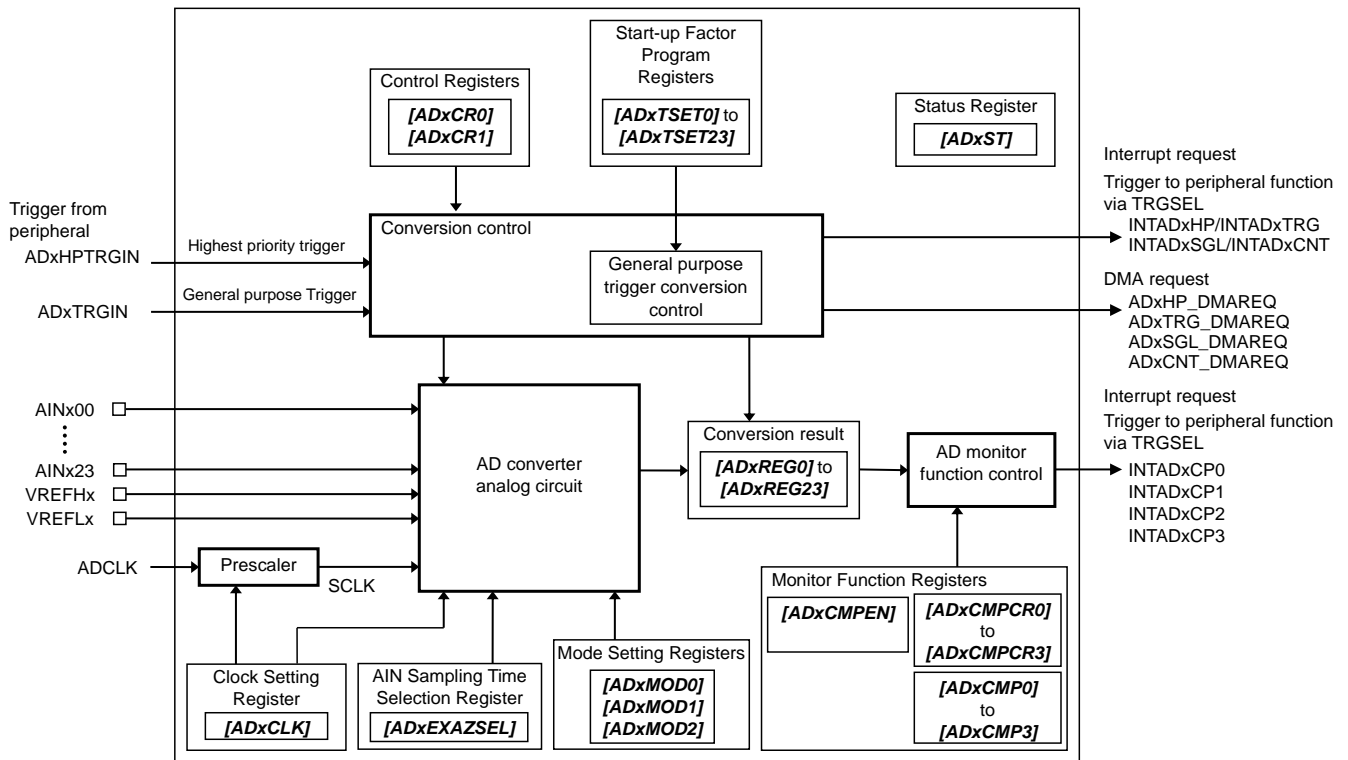 Start-up Factor
Program
Registers
[ADxTSET0] to
[ADxTSET23]
Control Registers
[ADxCR0]
[ADxCR1]
Status Register
[ADxST]
Trigger from
peripheral
ADxHPTRGIN
Highest priority trigger
ADxTRGIN
General purpose Trigger
Conversion control
General purpose
trigger conversion
control
Interrupt request
Trigger to peripheral function
via TRGSEL
INTADxHP/INTADxTRG
INTADxSGL/INTADxCNT
DMA request
ADxHP_DMAREQ
ADxTRG_DMAREQ
ADxSGL_DMAREQ
ADxCNT_DMAREQ
AINx00
AINx23
VREFHx
VREFLx
ADCLK
Prescaler
SCLK
AD converter
analog circuit
Conversion result
[ADxREG0] to
[ADxREG23]
AD monitor
function control
Interrupt request
Trigger to peripheral function
via TRGSEL
INTADxCP0
INTADxCP1
INTADxCP2
INTADxCP3
Clock Setting
Register
[ADxCLK]
AIN Sampling Time
Selection Register
[ADxEXAZSEL]
Mode Setting Registers
[ADxMOD0]
[ADxMOD1]
[ADxMOD2]
Monitor Function Registers
[ADxCMPEN]
[ADxCMPCR0]
to
[ADxCMPCR3]
[ADxCMP0]
to
[ADxCMP3]